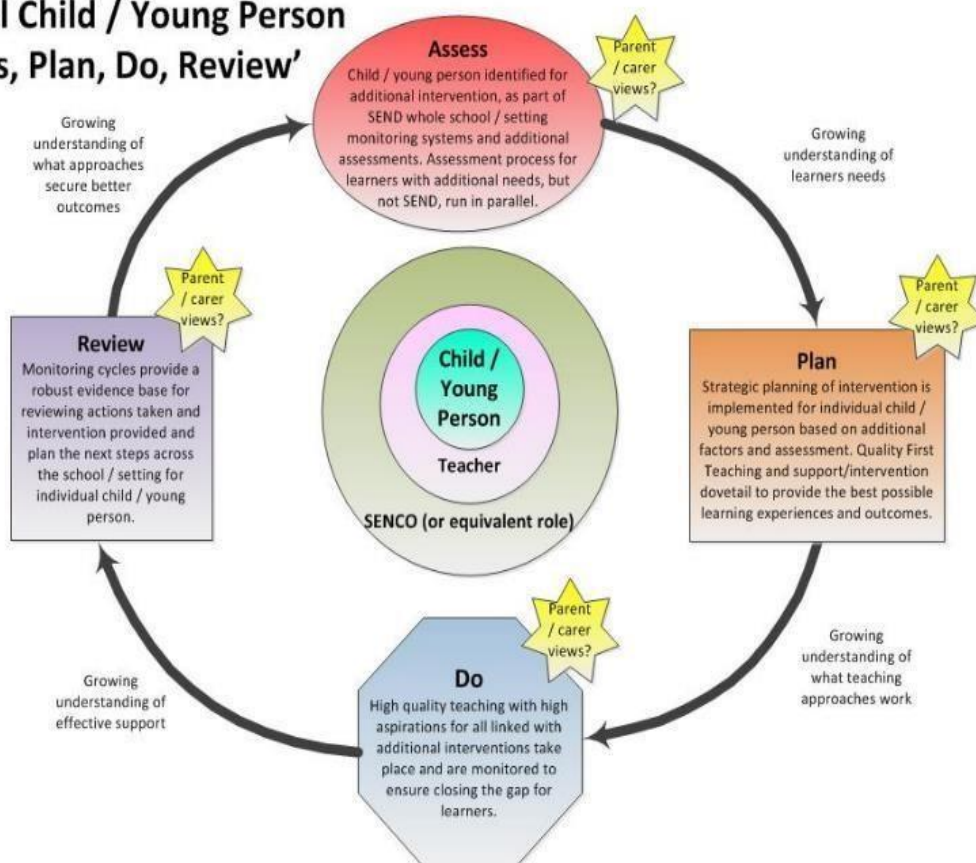 l Child / Young Person
s, Plan, Do, Review’
Assess
Child / young person identified for
additional intervention, as part of
SEND whole school / setting
monitoring systems and additional
assessments. Assessment process for
learners with additional needs, but
not SEND, run in parallel.
Parent
/ carer
views?
Growing
understanding of
learners needs
Parent
/ carer
views?
Plan
Strategic planning of intervention is
implemented for individual child /
young person based on additional
factors and assessment. Quality First
Teaching and support/intervention
dovetail to provide the best possible
learning experiences and outcomes.
Growing
understanding of
what teaching
approaches work
Parent
/ carer
views?
Do
High quality teaching with high
aspirations for all linked with
additional interventions take
place and are monitored to
ensure closing the gap for
learners.
Growing
understanding of
effective support
Parent
/ carer
views?
Review
Monitoring cycles provide a
robust evidence base for
reviewing actions taken and
intervention provided and
plan the next steps across
the school / setting for
individual child / young
person.
Growing
understanding of
what approaches
secure better
outcomes
Child /
Young
Person
Teacher
SENCO (or equivalent role)